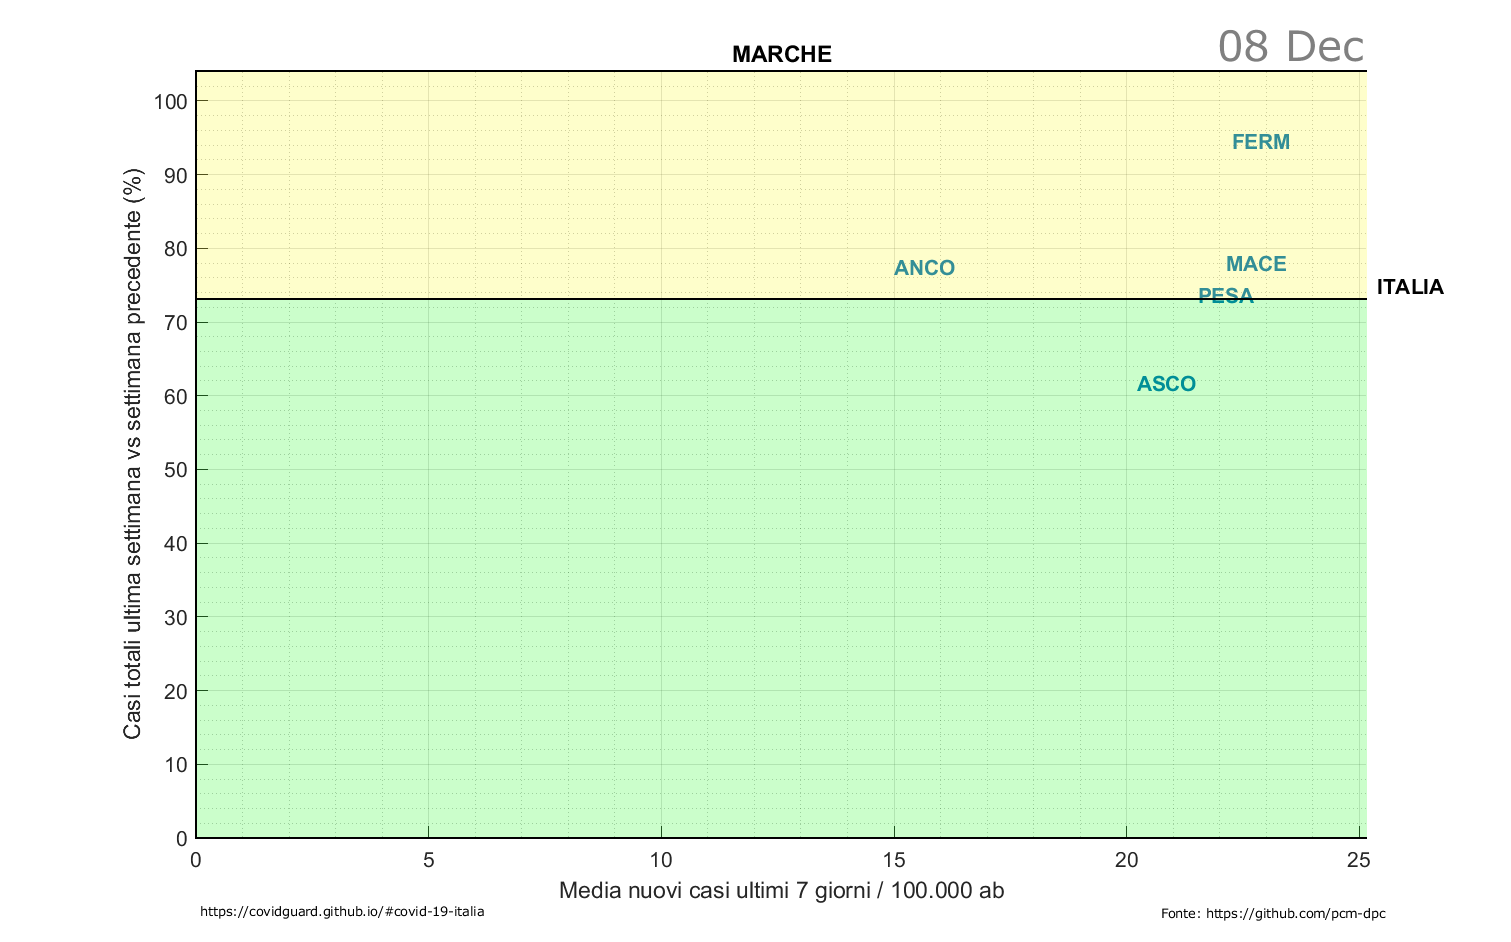 MARCHE
08 Dec
100
90
80
70
60
50
40
30
20
10
0
Casi totali ultima settimana vs settimana precedente (%)
FERM
ANCO
MACE
PESA
ITALIA
ASCO
0 5 10 15 20 25
Media nuovi casi ultimi 7 giorni / 100.000 ab
https://covidguard.github.io/#covid-19-italia
Fonte: https://github.com/pcm-dpc